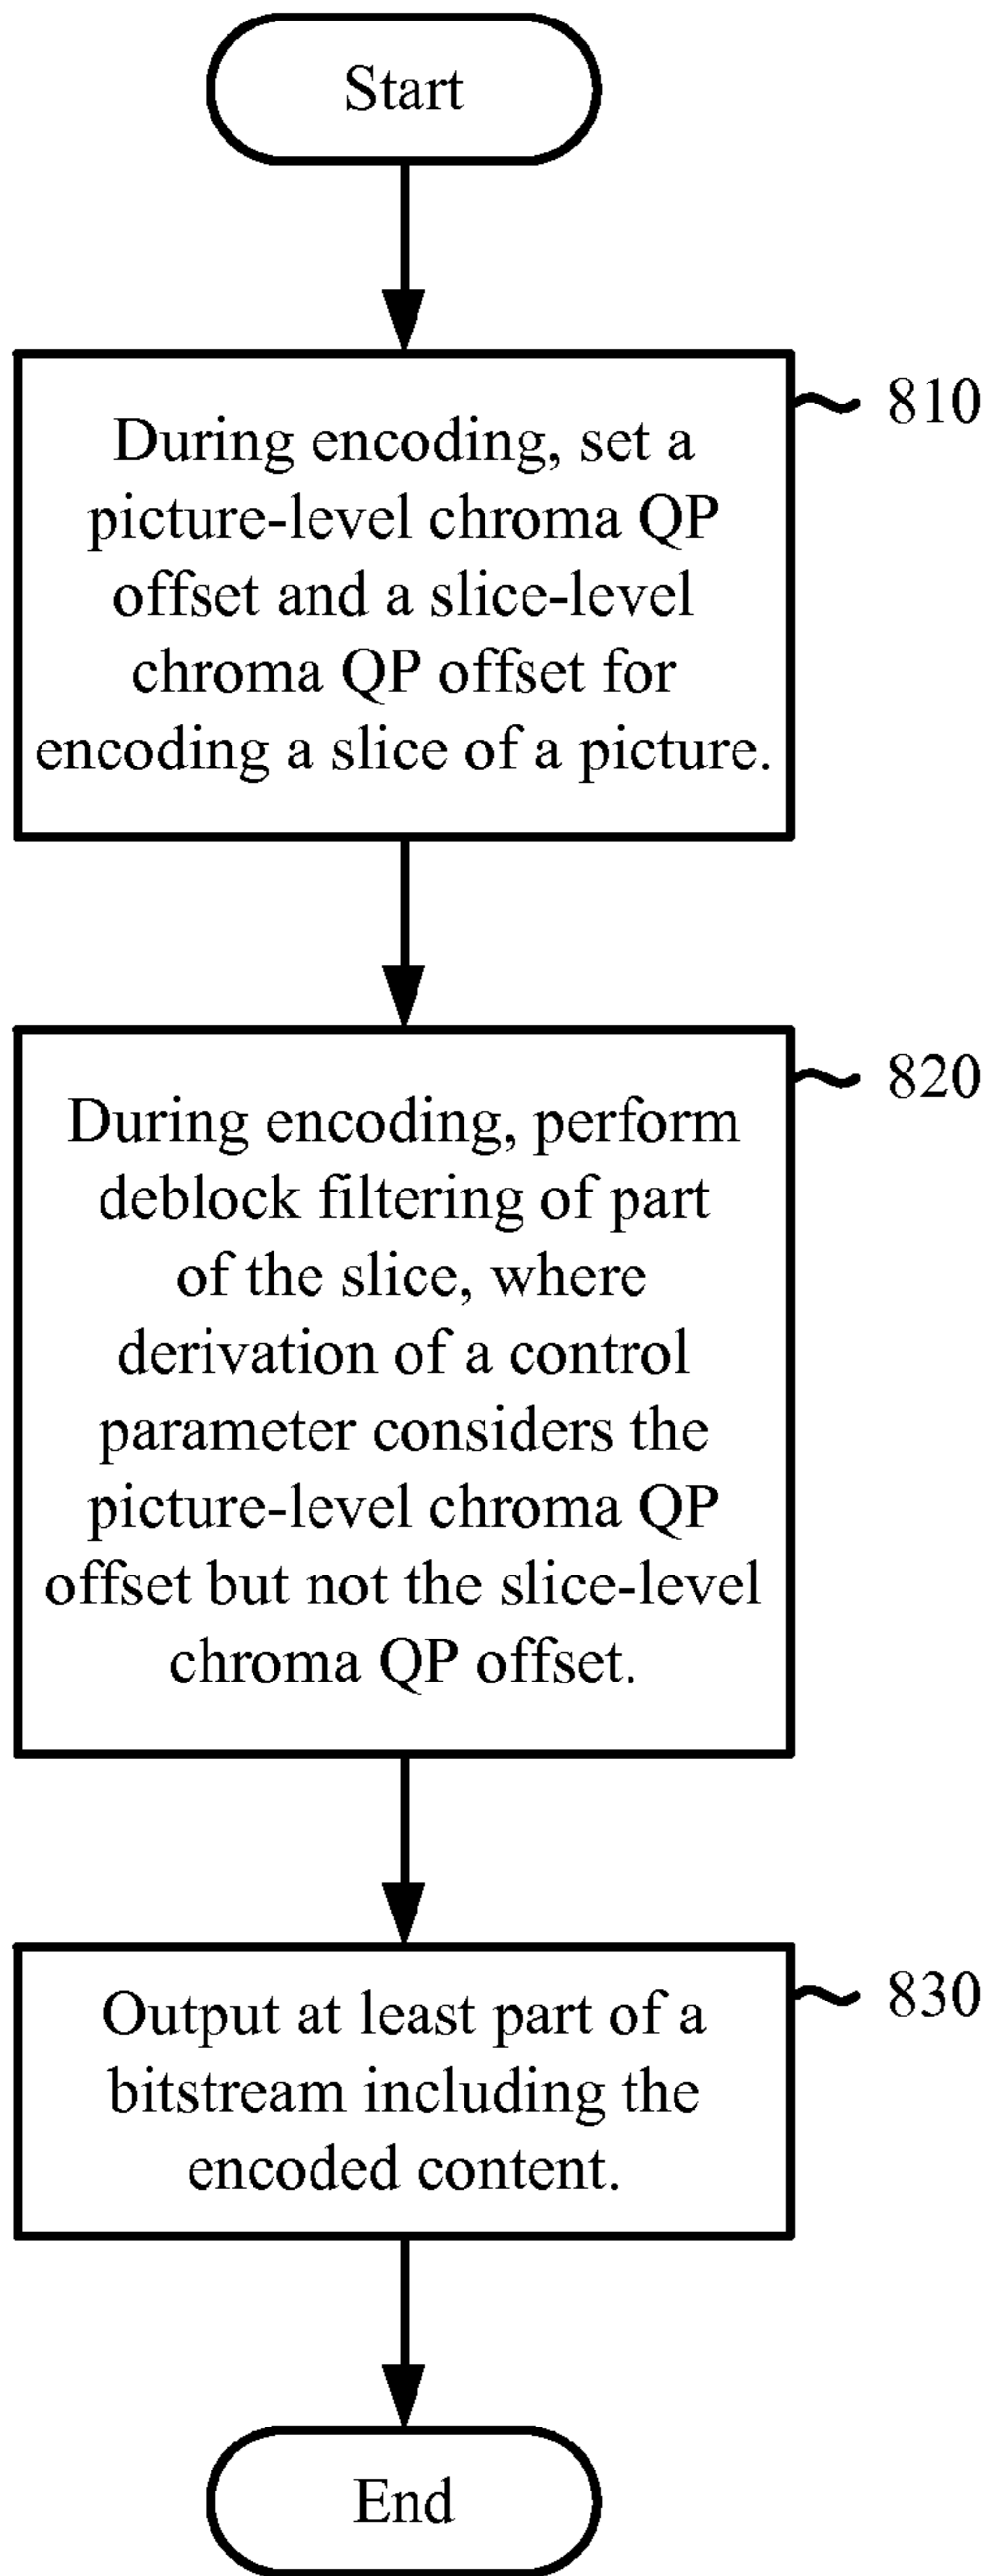 Start
During encoding, set a
picture-level chroma QP
offset and a slice-level
chroma QP offset for
encoding a slice of a picture.
810
During encoding, perform
deblock filtering of part
of the slice, where
derivation of a control
parameter considers the
picture-level chroma QP
offset but not the slice-level
chroma QP offset.
820
Output at least part of a
bitstream including the
encoded content.
830
End